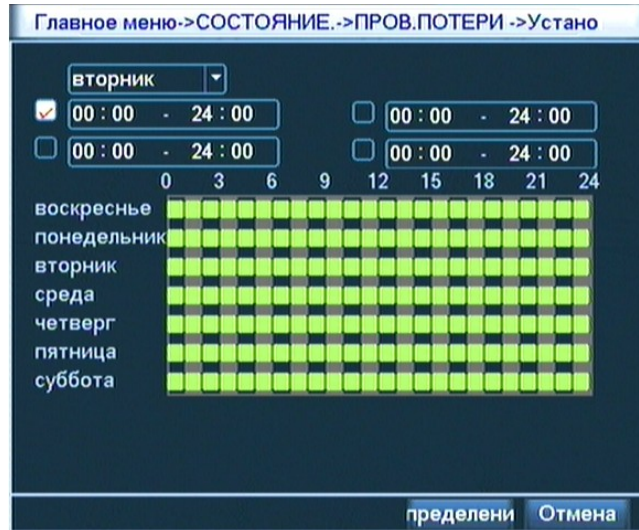 Главное меню->СОСТОЯНИЕ.->ПРОВ.ПОТЕРИ ->Устано
вторник
00 : 00 - 24 : 00 00 : 00 - 24 : 00
00 : 00 - 24 : 00 00 : 00 - 24 : 00
0 3 6 9 12 15 18 21 24
воскреснье
понедельник
вторник
среда
четверг
пятница
суббота
пределени Отмена